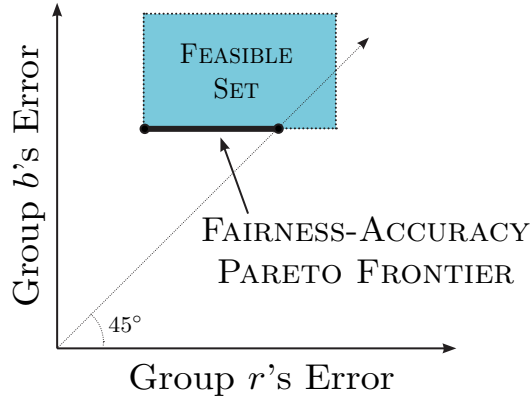 FEASIBLE
SET
Group b's Error
FAIRNESS-ACCURACY
PARETO FRONTIER
45°
Group r's Error